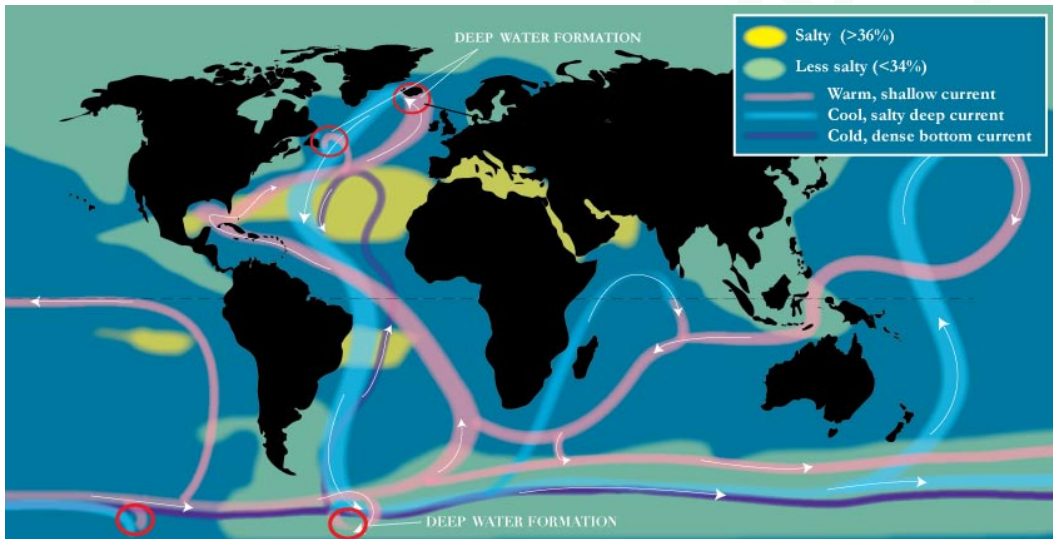 DEEP WATER FORMATION
Salty (>36%)
Less salty (<34%)
Warm, shallow current
Cool, salty deep current
Cold, dense bottom current
DEEP WATER FORMATION